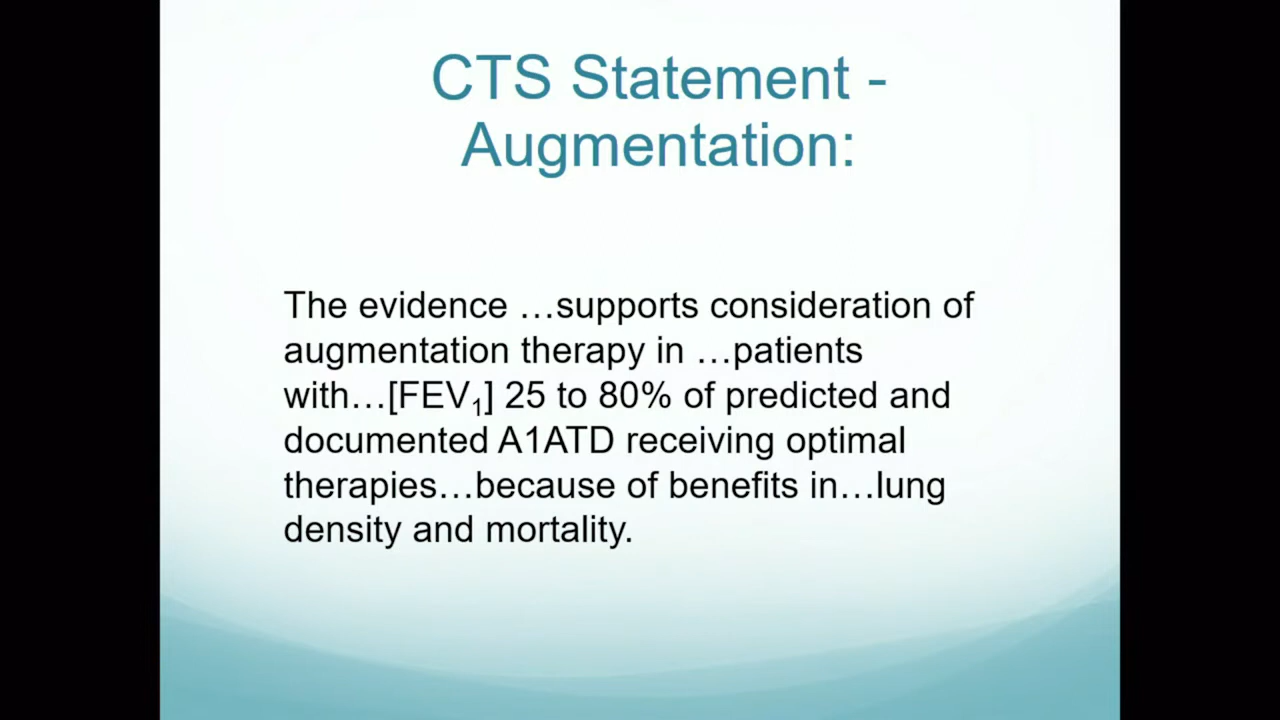 CTS Statement -
Augmentation:
The evidence …supports consideration of
augmentation therapy in …patients
with…[FEV₁] 25 to 80% of predicted and
documented A1ATD receiving optimal
therapies…because of benefits in…lung
density and mortality.